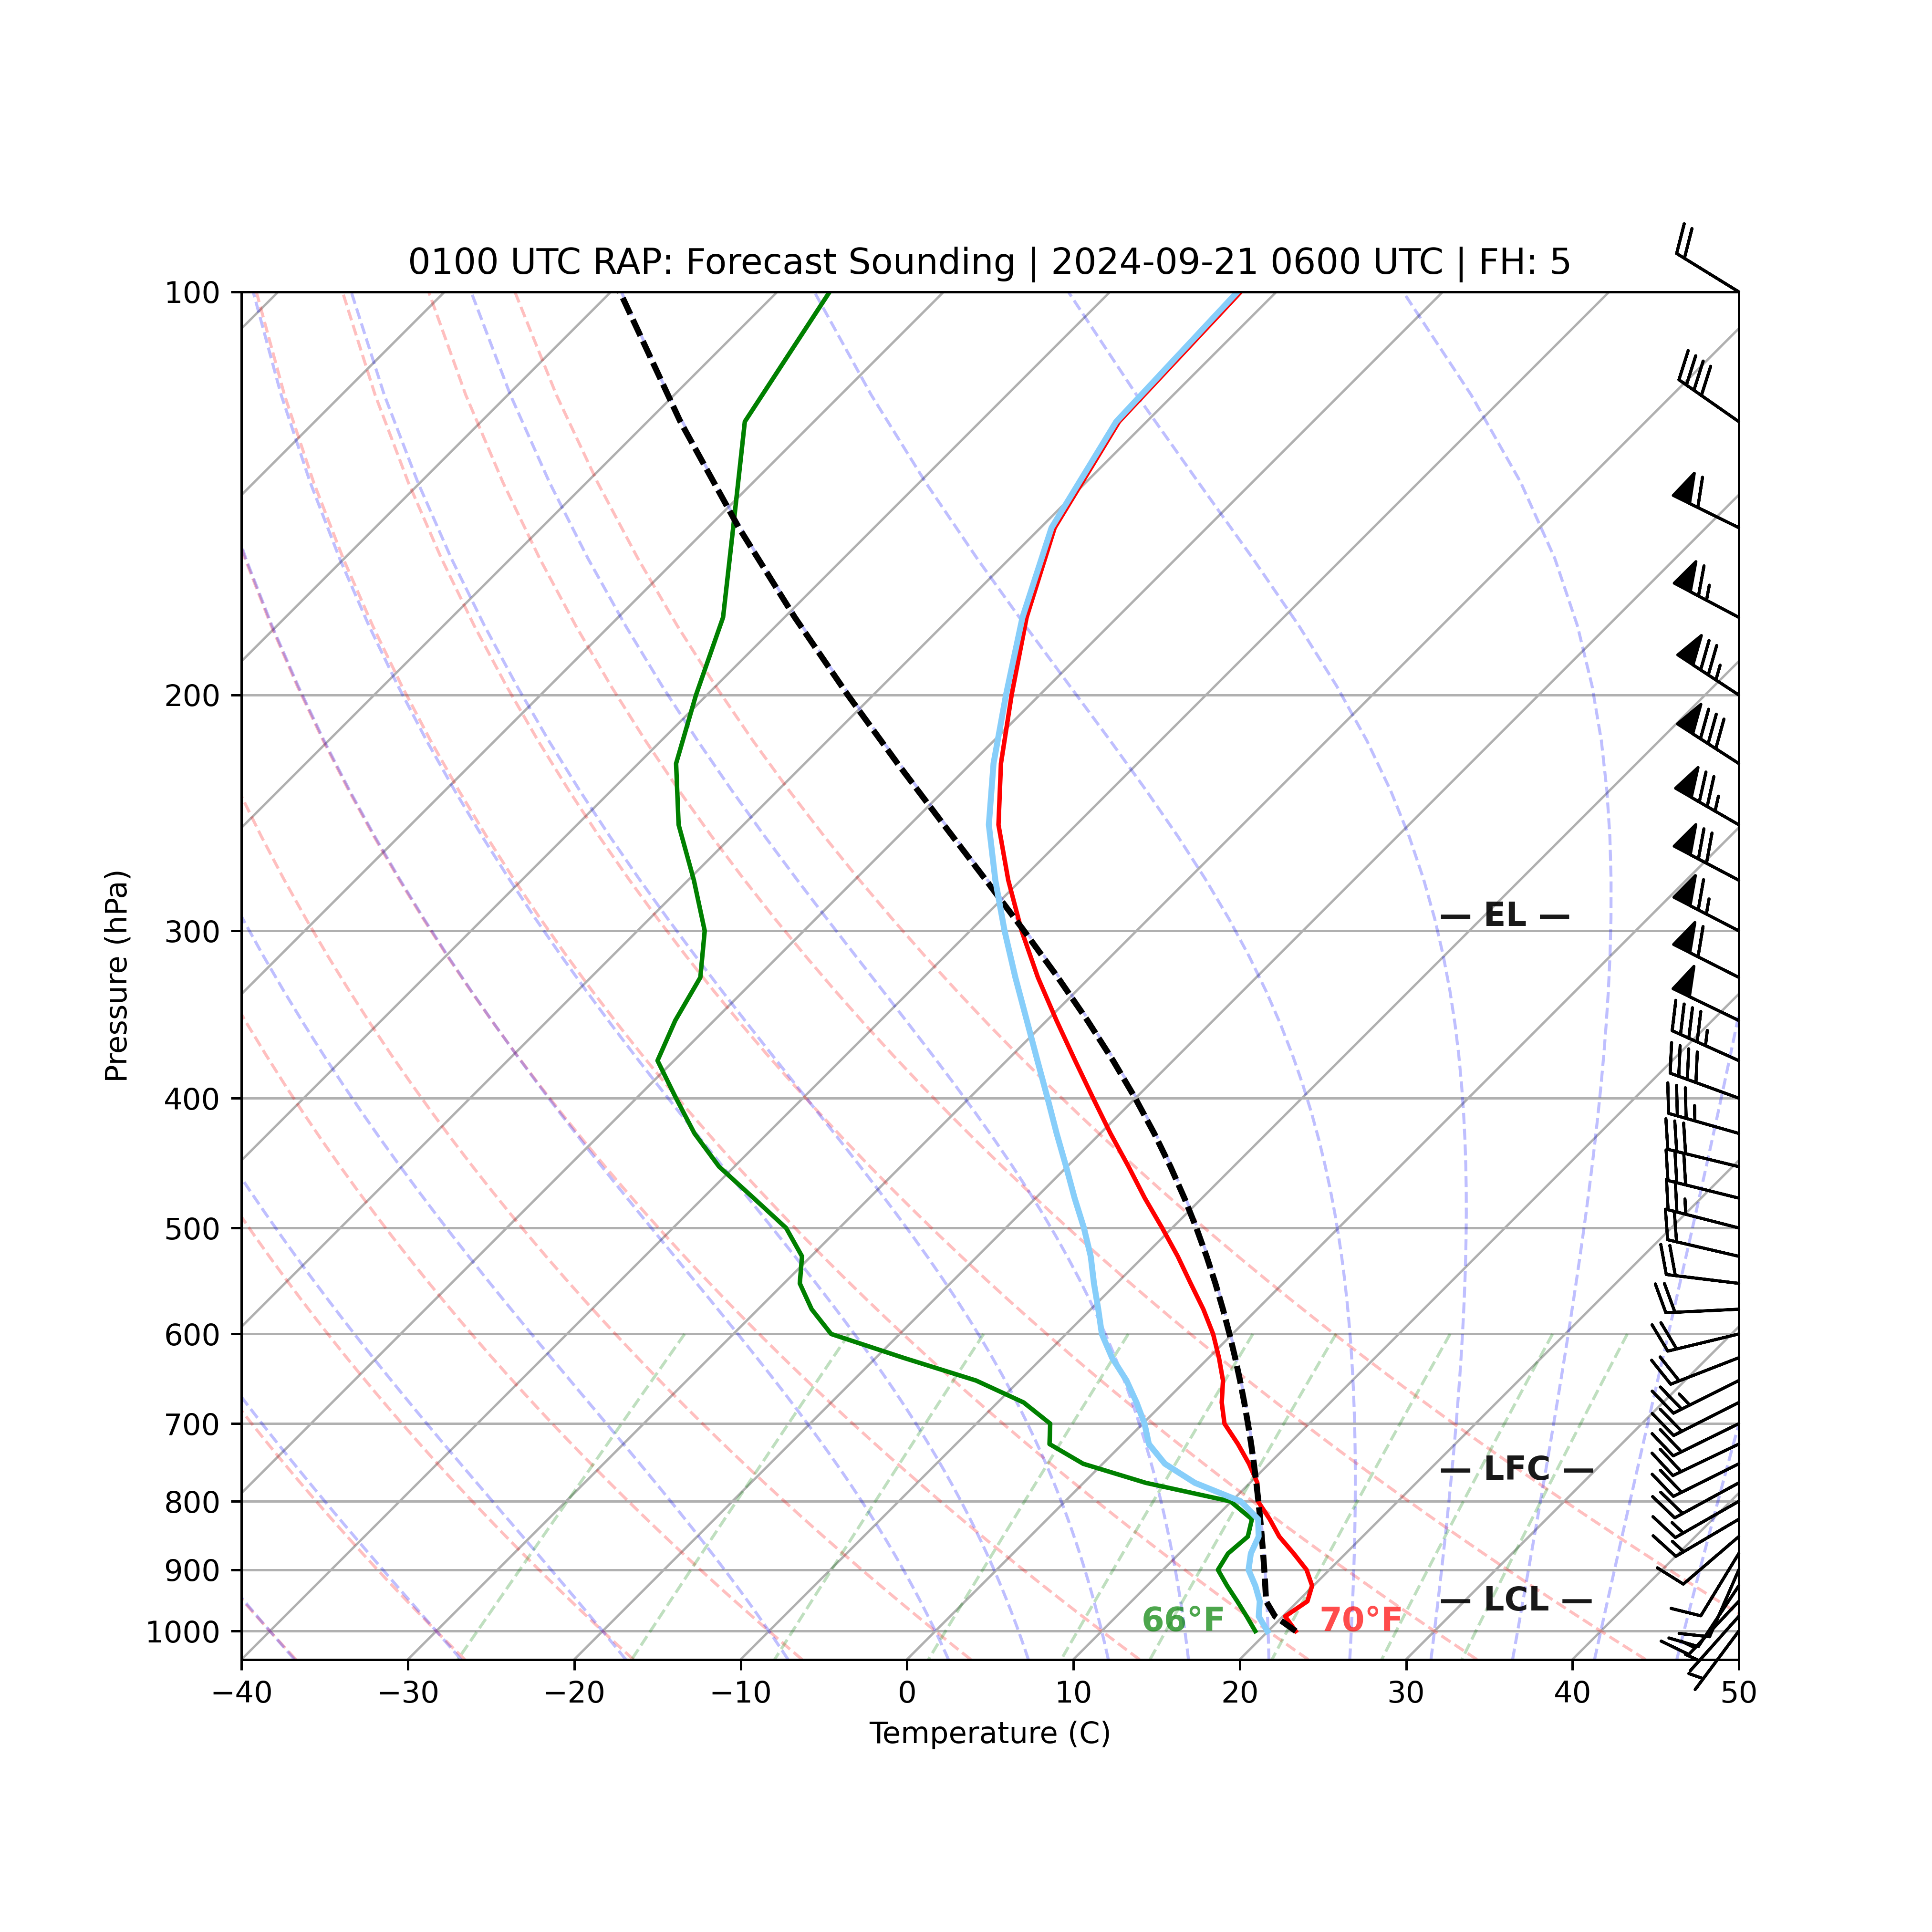 0100 UTC RAP: Forecast Sounding | 2024-09-21 0600 UTC | FH: 5
100
200
300
400
500
600
700
800
900
1000
Pressure (hPa)
— EL —
— LFC —
— LCL —
66°F
70°F
−40
−30
−20
−10
0
10
20
30
40
50
Temperature (C)